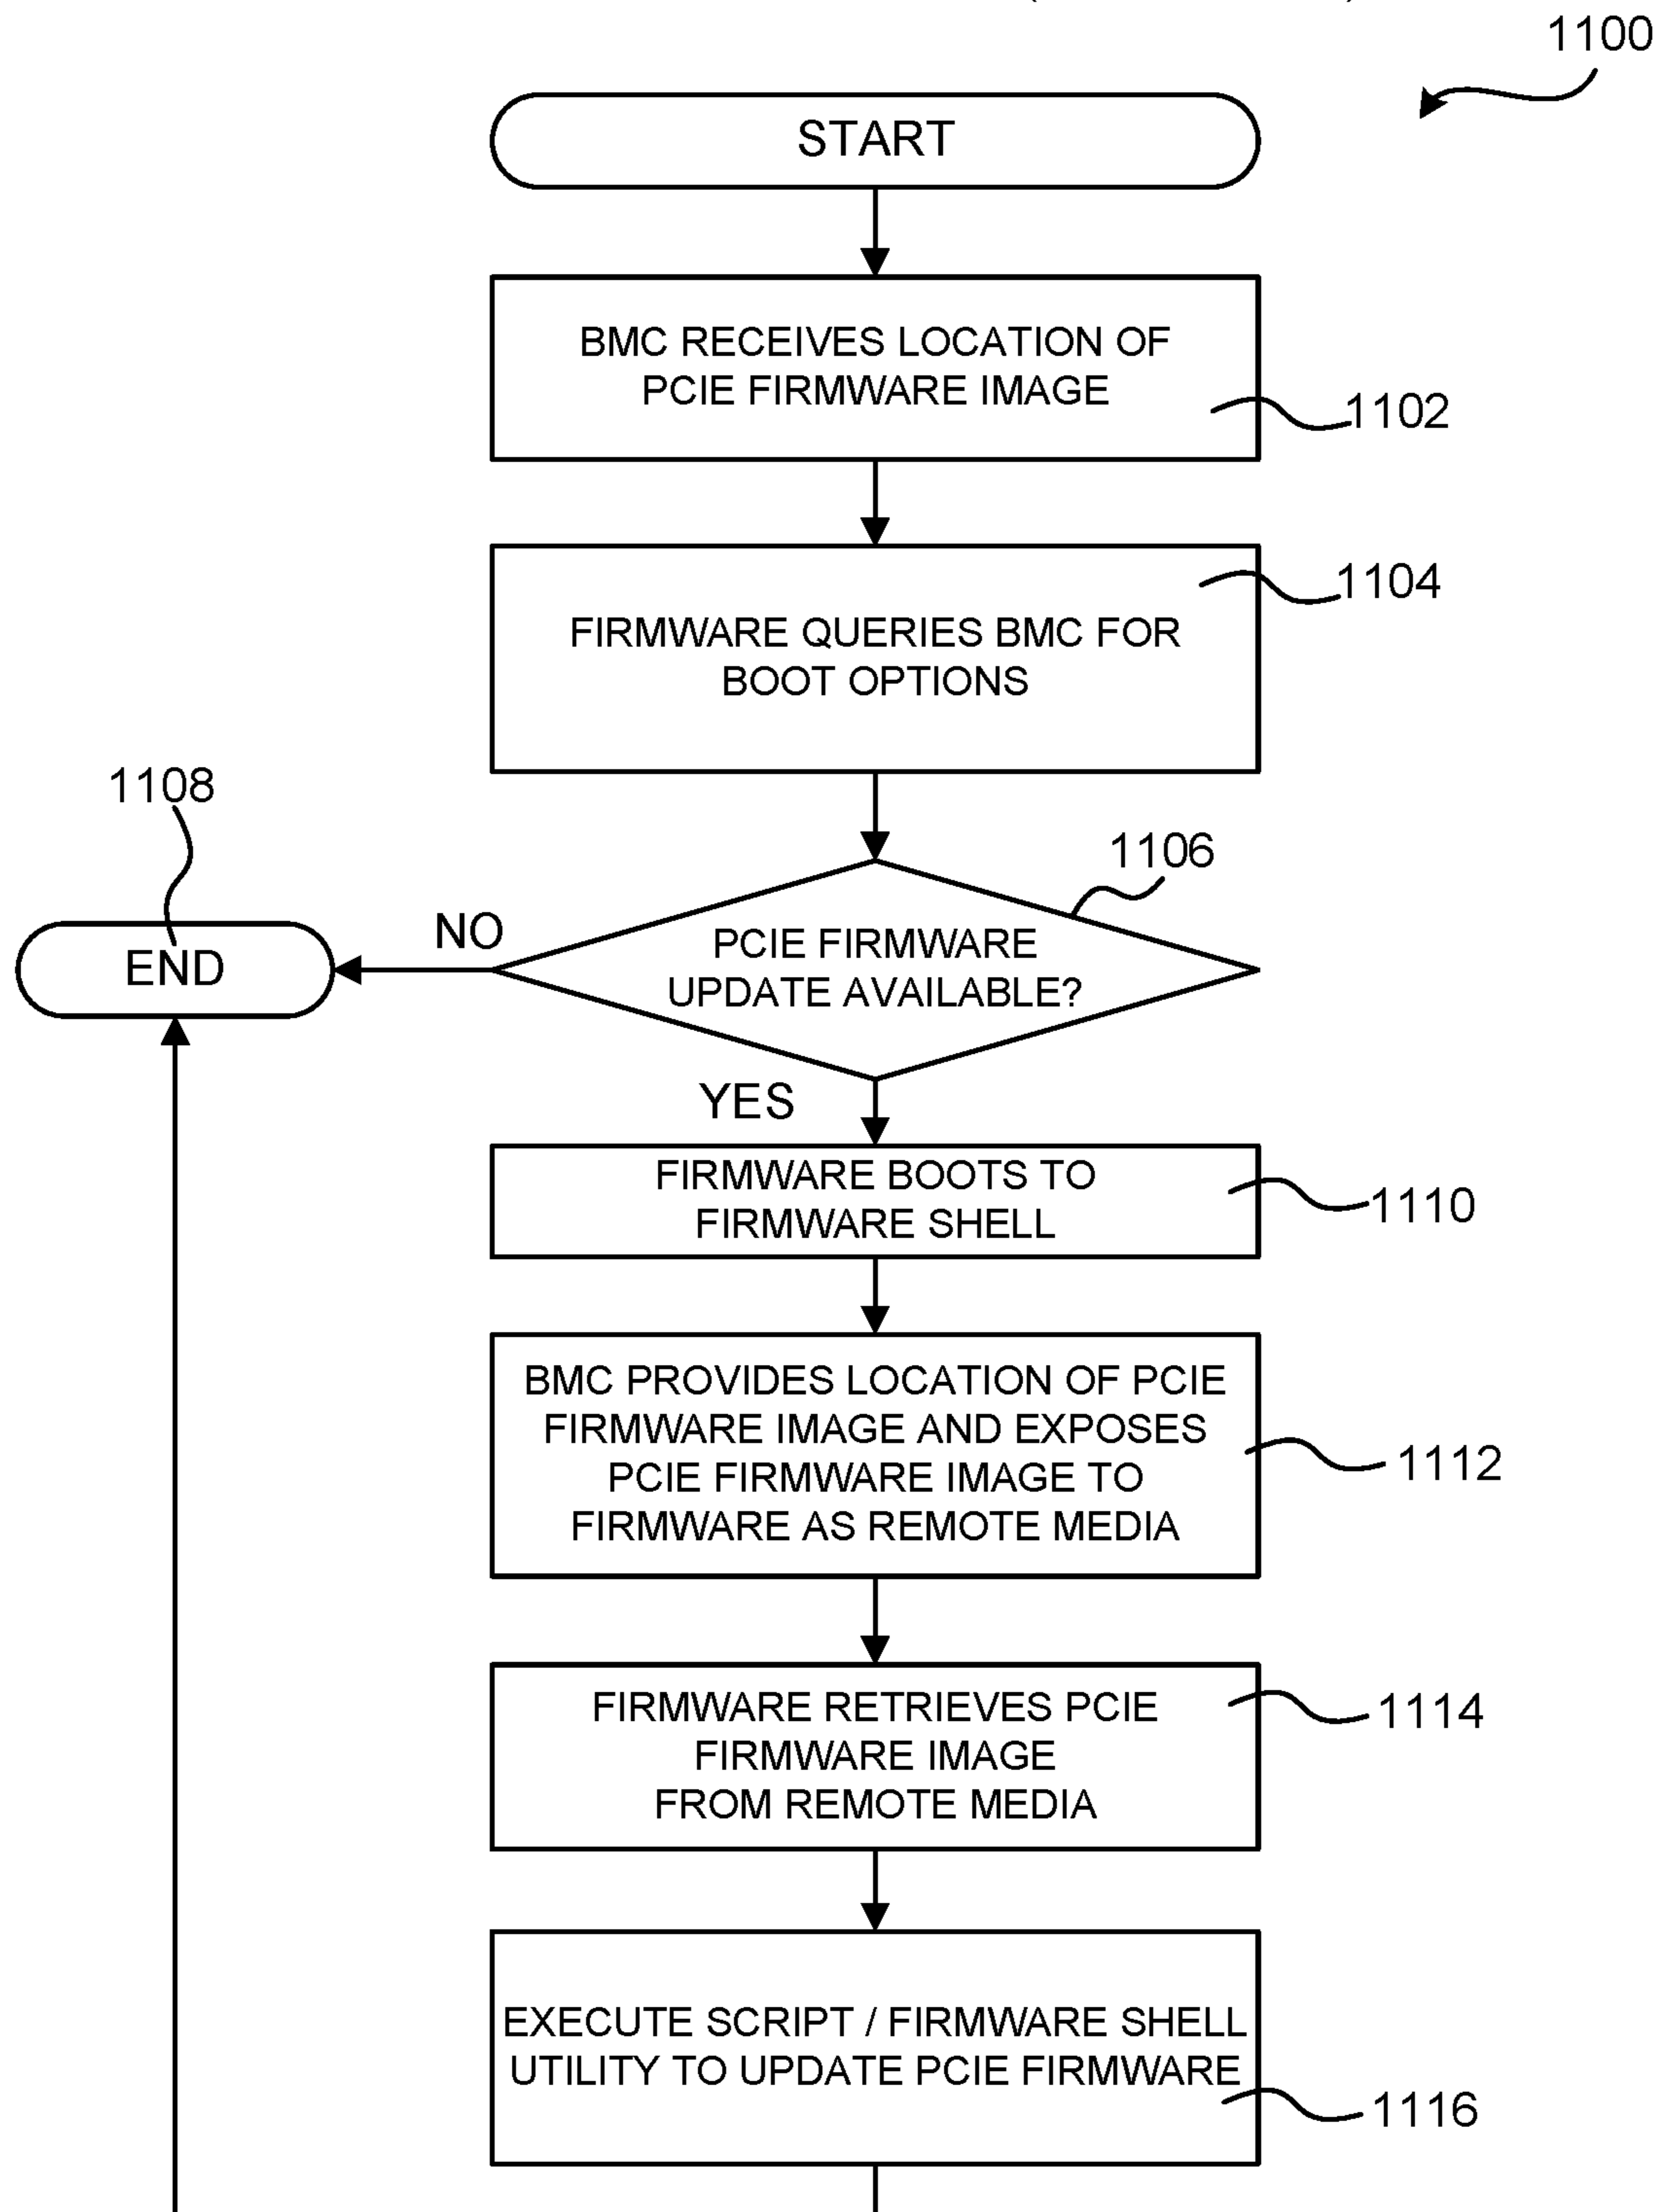 1100
START
BMC RECEIVES LOCATION OF
PCIE FIRMWARE IMAGE
1102
1104
FIRMWARE QUERIES BMC FOR
BOOT OPTIONS
1108
1106
NO
END
PCIE FIRMWARE
UPDATE AVAILABLE?
YES
FIRMWARE BOOTS TO
FIRMWARE SHELL
1110
BMC PROVIDES LOCATION OF PCIE
FIRMWARE IMAGE AND EXPOSES
PCIE FIRMWARE IMAGE TO
FIRMWARE AS REMOTE MEDIA
1112
FIRMWARE RETRIEVES PCIE
FIRMWARE IMAGE
FROM REMOTE MEDIA
1114
EXECUTE SCRIPT / FIRMWARE SHELL
UTILITY TO UPDATE PCIE FIRMWARE
1116